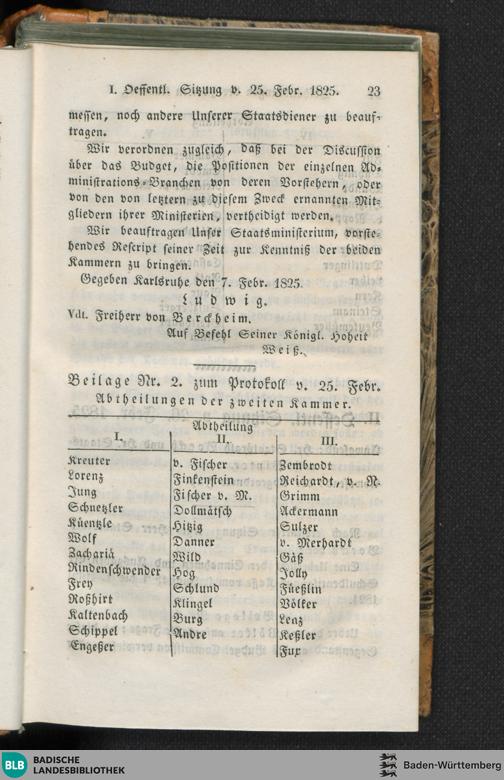 I. Oeffentl. Sitzung v. 25. Febr. 1825. 23
messen, noch andere Unserer Staatsdiener zu beauf-
tragen.
Wir verordnen zugleich, daß bei der Discussion
über das Budget, die Positionen der einzelnen Ad-
ministrations-Branchen von deren Vorstehern, oder
von den von letztern zu diesem Zweck ernannten Mit-
gliedern ihrer Ministerien, vertheidigt werden.
Wir beauftragen Unser Staatsministerium, vorste-
hendes Rescript seiner Zeit zur Kenntniß der beiden
Kammern zu bringen.
Gegeben Karlsruhe den 7. Febr. 1825.
Ludwig.
Vdt. Freiherr von Berckheim.
Auf Befehl Seiner Königl. Hoheit
Weiß.
Beilage Nr. 2. zum Protokoll v. 25. Febr.
Abtheilungen der zweiten Kammer.
Abtheilung
I. II. III.
Kreuter v. Fischer Zembrodt
Lorenz Finkenstein Reichardt, v. N.
Jung Fischer v. M. Grimm
Schuetzler Dollmätsch Ackermann
Küentzle Hitzig Sulzer
Wolf Danner v. Merhardt
Zachariä Wild Gäß
Rindenschwender Hog Jolly
Frey Schlund Füeßlin
Roßhirt Klingel Völker
Kaltenbach Burg Lenz
Schippel Andre Keßler
Engeßer Fux
BLB BADISCHE
LANDESBIBLIOTHEK
Baden-Württemberg